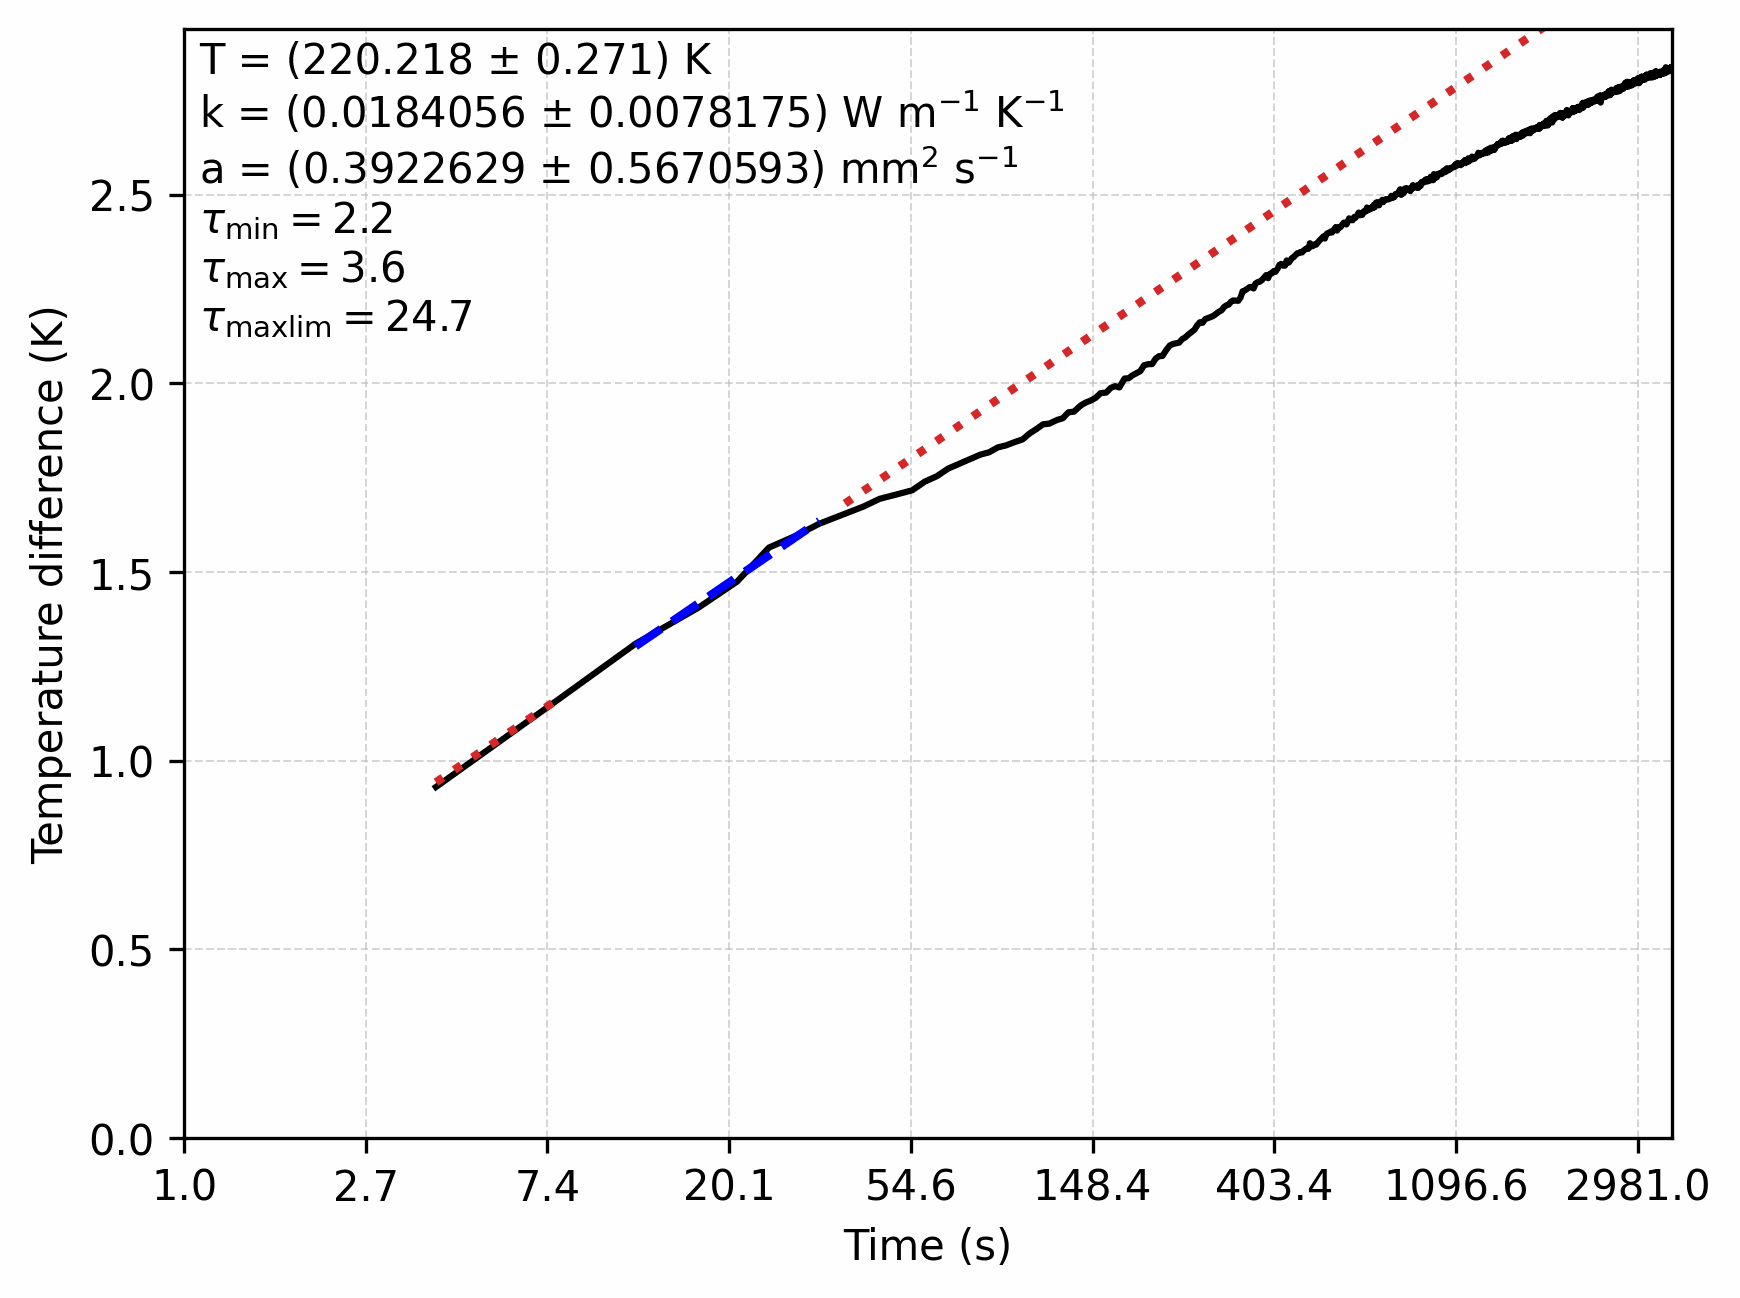 T = (220.218 ± 0.271) K
k = (0.0184056 ± 0.0078175) W m⁻¹ K⁻¹
a = (0.3922629 ± 0.5670593) mm² s⁻¹
τmin = 2.2
τmax = 3.6
τmaxlim = 24.7
Temperature difference (K)
2.5
2.0
1.5
1.0
0.5
0.0
1.0 2.7 7.4 20.1 54.6 148.4 403.4 1096.6 2981.0
Time (s)